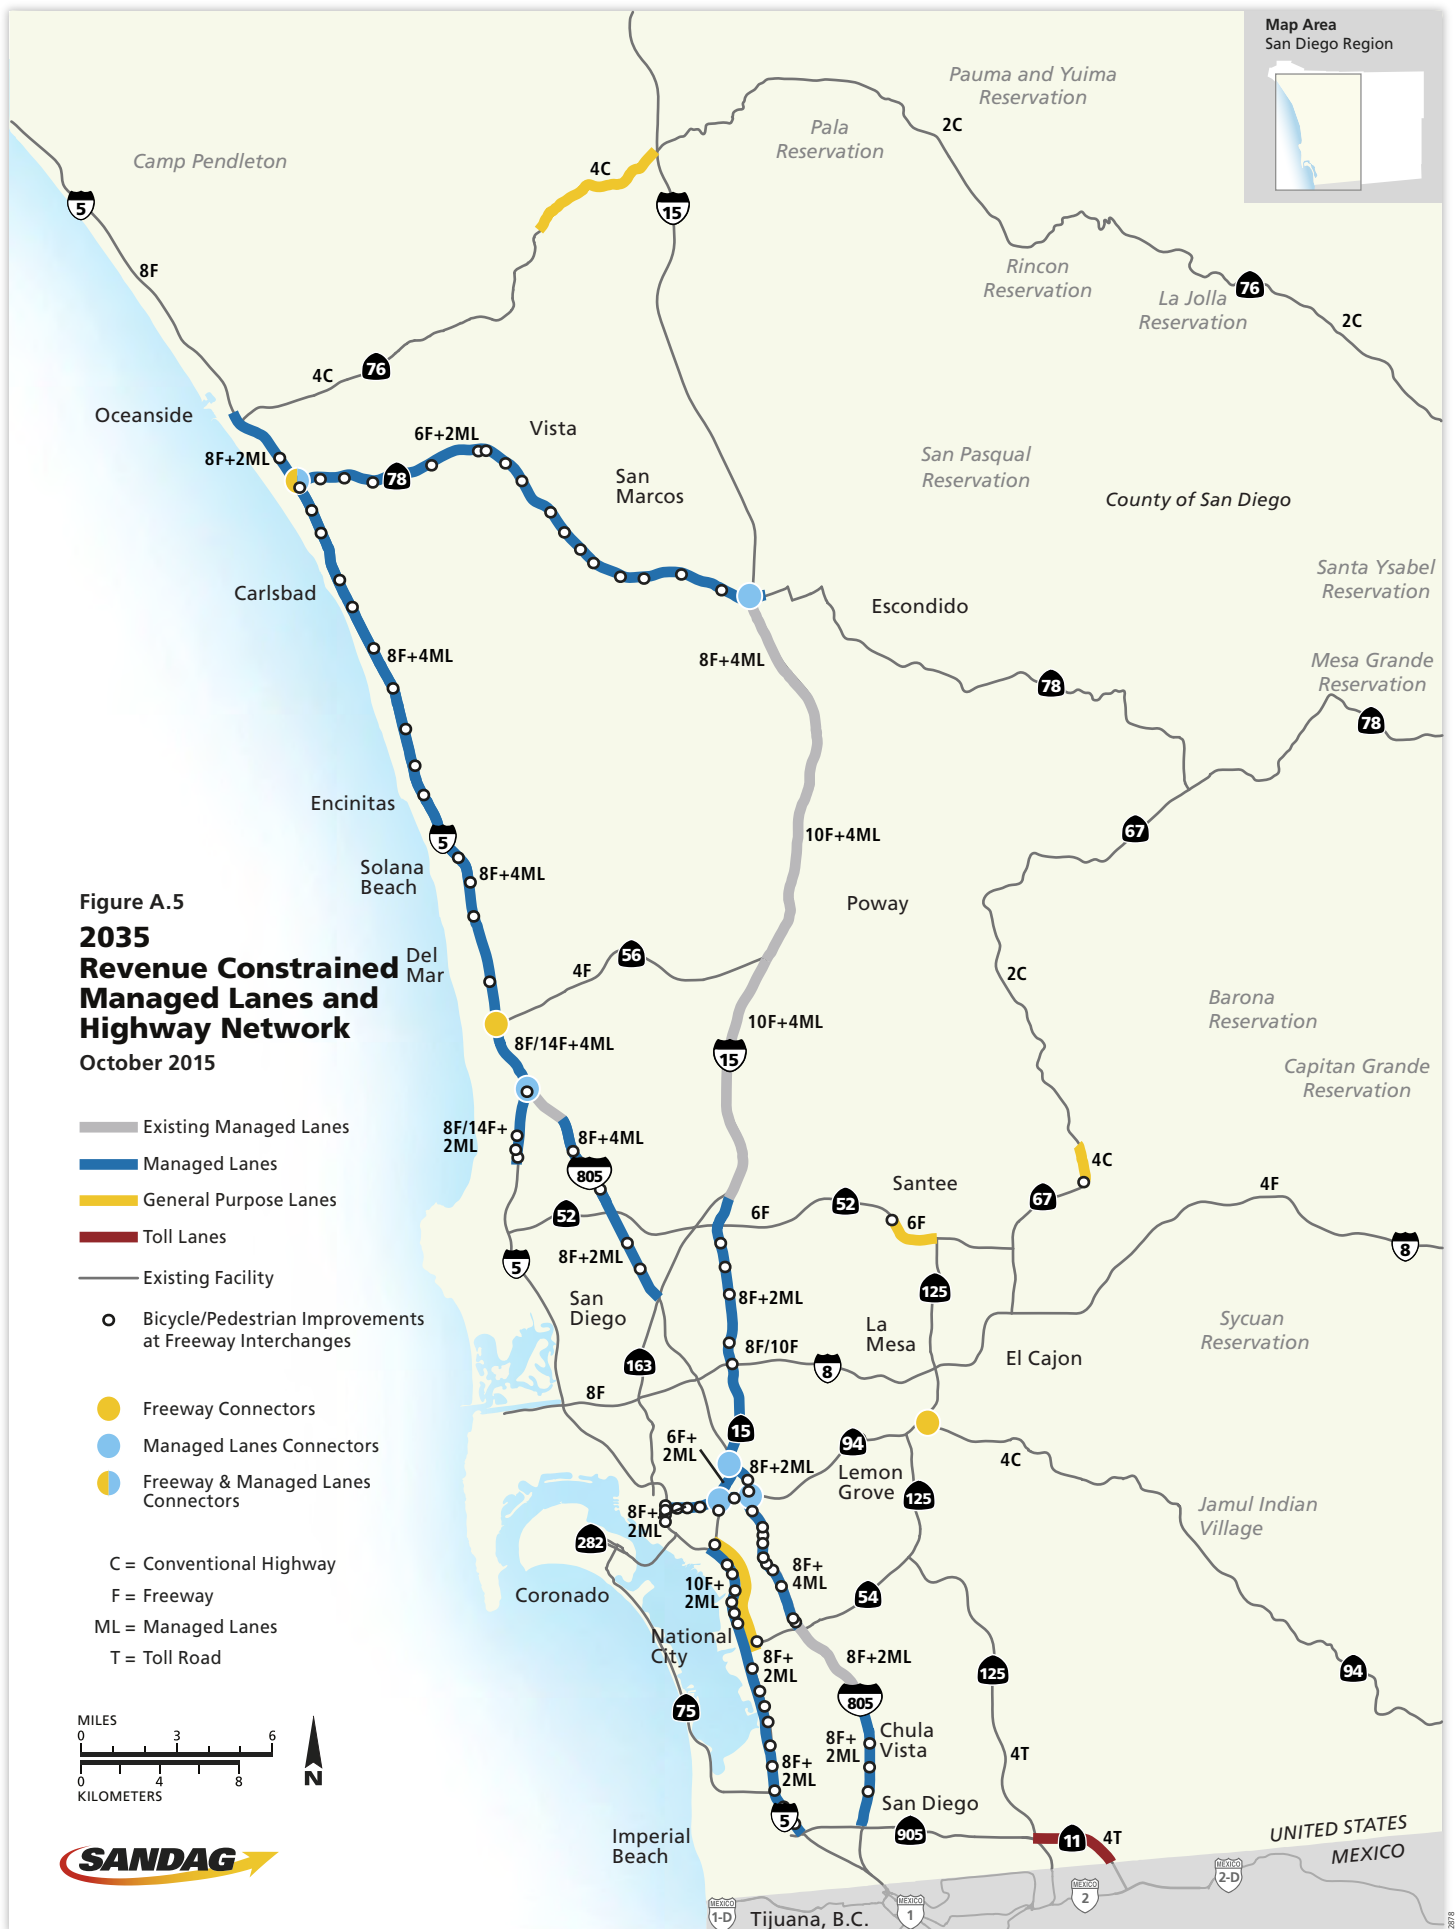 Map Area
San Diego Region
Pauma and Yuima
Reservation
2C
Pala
Reservation
Camp Pendleton
4C
5
15
8F
Rincon
Reservation
La Jolla
Reservation
76
2C
4C
76
Oceanside
8F+2ML
6F+2ML
Vista
78
San
Marcos
San Pasqual
Reservation
County of San Diego
Santa Ysabel
Reservation
Carlsbad
Escondido
8F+4ML
8F+4ML
Mesa Grande
Reservation
78
78
Encinitas
5
67
10F+4ML
Solana
Beach
8F+4ML
Poway
Figure A.5
2035
Revenue Constrained
Managed Lanes and
Highway Network
October 2015
Del
Mar
56
4F
2C
Barona
Reservation
10F+4ML
8F/14F+4ML
15
Capitan Grande
Reservation
Existing Managed Lanes
Managed Lanes
General Purpose Lanes
Toll Lanes
Existing Facility
Bicycle/Pedestrian Improvements
at Freeway Interchanges
Freeway Connectors
Managed Lanes Connectors
Freeway & Managed Lanes
Connectors
C = Conventional Highway
F = Freeway
ML = Managed Lanes
T = Toll Road
8F/14F+
2ML
8F+4ML
805
4C
Santee
67
4F
52
6F
52
6F
8
5
8F+2ML
125
8F+2ML
San
Diego
La
Mesa
Sycuan
Reservation
8F/10F
El Cajon
163
8
8F
15
6F+
2ML
94
8F+2ML
4C
Lemon
Grove
125
Jamul Indian
Village
8F+
2ML
282
8F+
4ML
10F+
2ML
Coronado
54
National
City
8F+
2ML
8F+2ML
125
94
805
75
Chula
Vista
8F+
2ML
4T
8F+
2ML
San Diego
5
905
11
4T
Imperial
Beach
UNITED STATES
MEXICO
MILES
0 3 6
0 4 8
KILOMETERS
N
SANDAG
MEXICO
1-D
Tijuana, B.C.
MEXICO
1
MEXICO
2
MEXICO
2-D